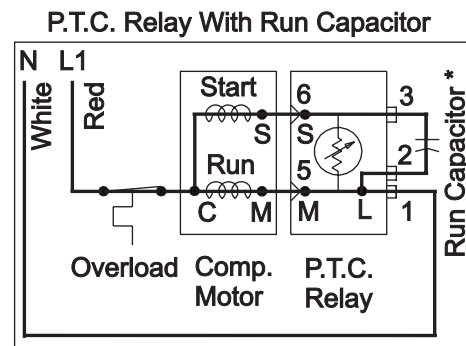 P.T.C. Relay With Run Capacitor
N L1
White
Red
Start
6
3
S
S
2
Run
5
C
M
M
L
1
Run Capacitor *
Overload
Comp.
Motor
P.T.C.
Relay